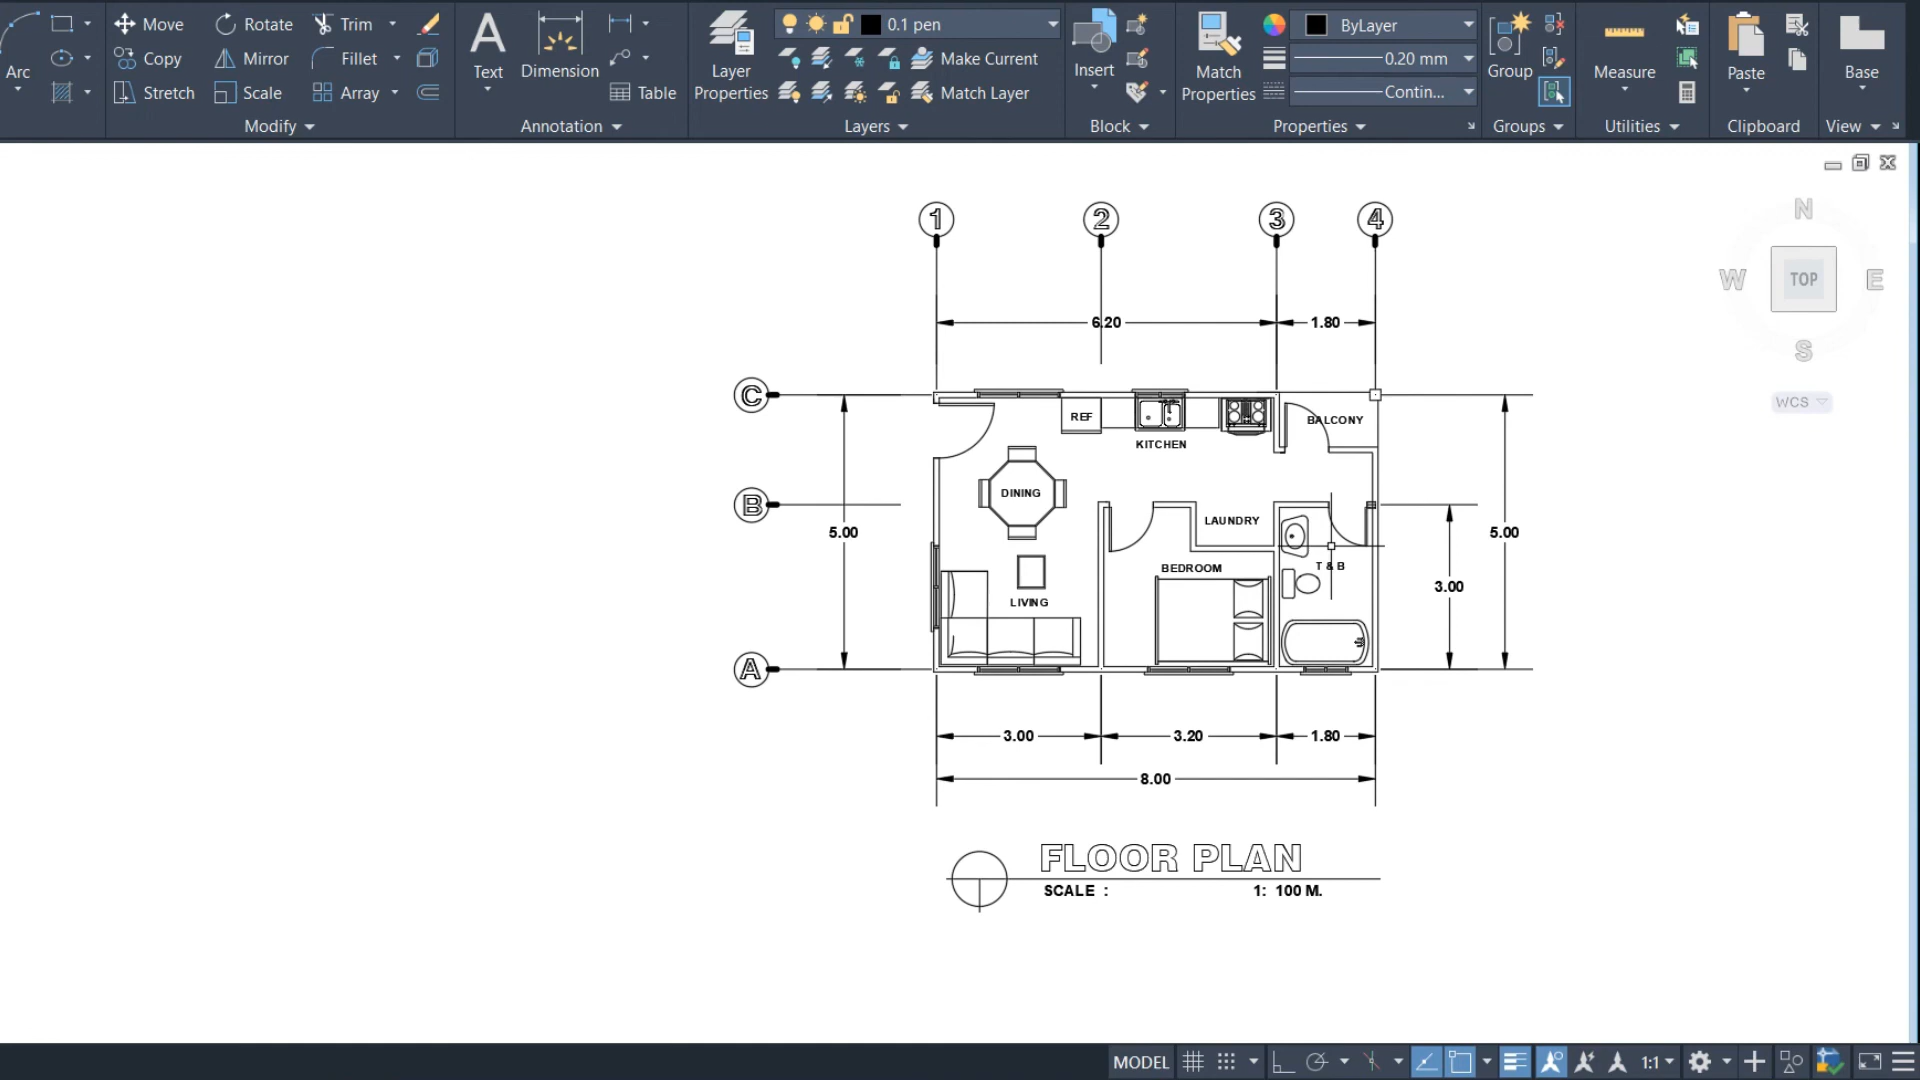 Arc
Move
Rotate
Trim
Copy
Mirror
Fillet
Stretch
Scale
Array
Modify
A
Text
Dimension
Table
Annotation
Layer
Properties
0.1 pen
Make Current
Match Layer
Layers
Insert
Block
Match
Properties
ByLayer
0.20 mm
Contin...
Properties
Group
Groups
Measure
Utilities
Paste
Clipboard
Base
View
N
W TOP E
S
WCS
1 2 3 4
6.20 1.80
C
REF
BALCONY
KITCHEN
DINING
B
LAUNDRY
5.00
5.00
BEDROOM
T & B
3.00
LIVING
A
3.00 3.20 1.80
8.00
FLOOR PLAN
SCALE : 1: 100 M.
MODEL
1:1